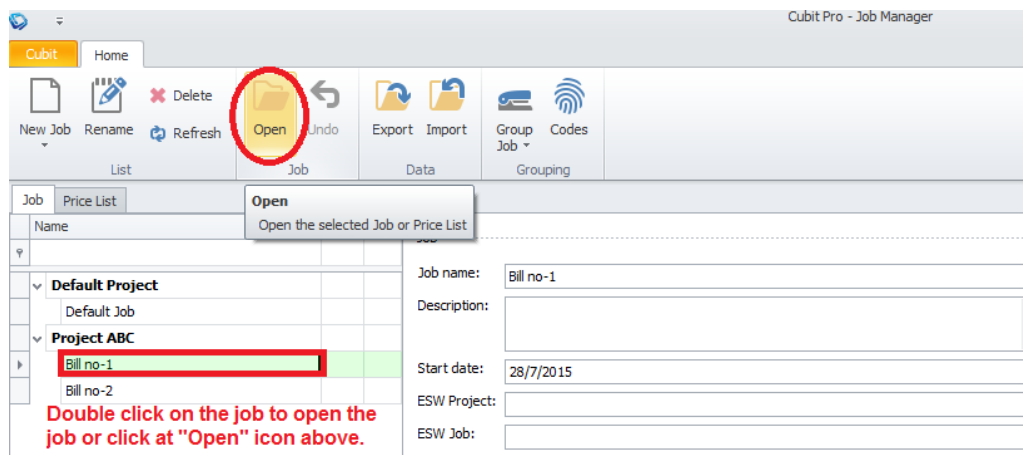 Cubit Pro - Job Manager
Cubit Home
New Job Rename Delete Refresh Open Undo Export Import Group Job Codes
List Job Data Grouping
Job Price List
Open
Open the selected Job or Price List
Name
Job
Job name: Bill no-1
Default Project
Description:
Default Job
Project ABC
Bill no-1
Start date: 28/7/2015
Bill no-2
ESW Project:
Double click on the job to open the
job or click at "Open" icon above.
ESW Job: